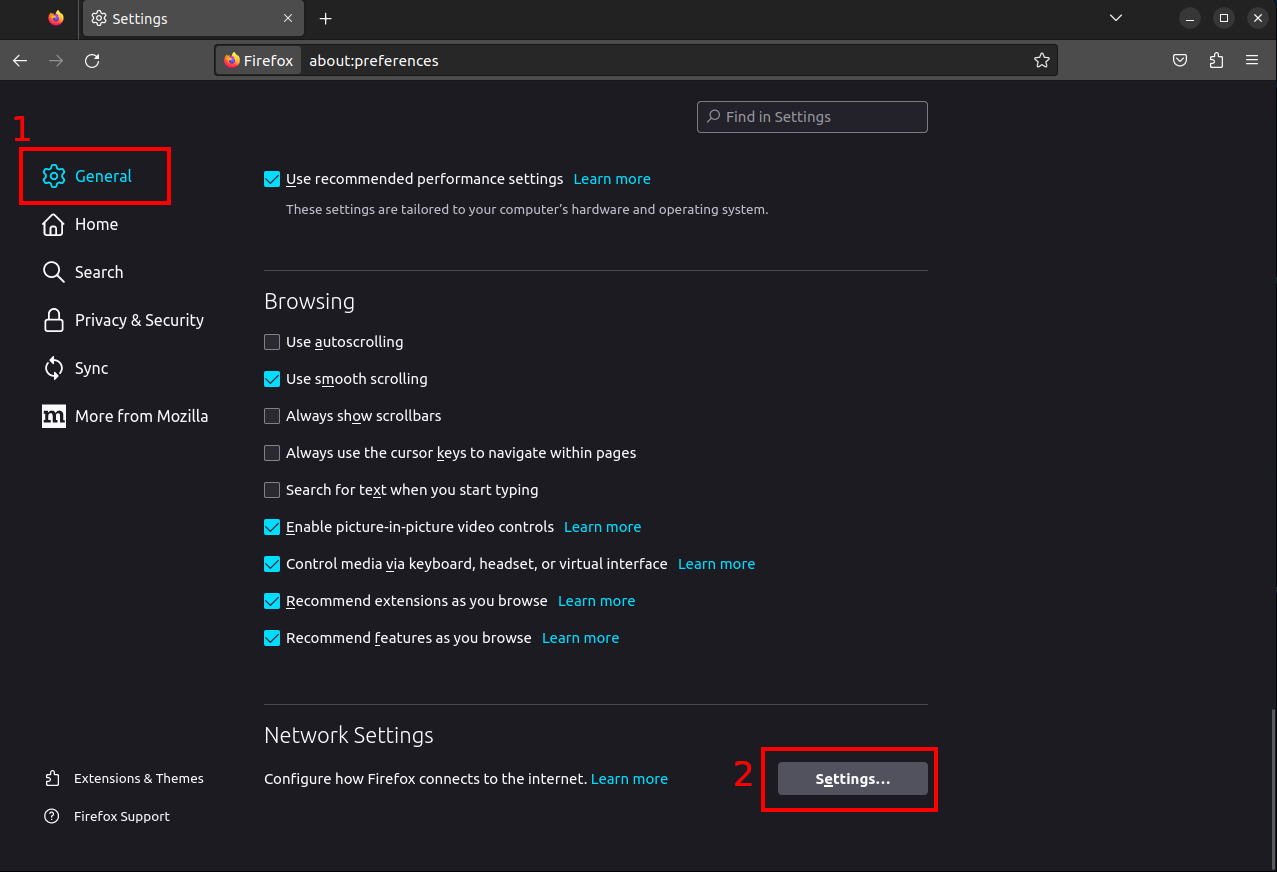 Settings
Firefox about:preferences
Find in Settings
1
General
Home
Search
Privacy & Security
Sync
m More from Mozilla
Extensions & Themes
Firefox Support
Use recommended performance settings Learn more
These settings are tailored to your computer's hardware and operating system.
Browsing
Use autoscrolling
Use smooth scrolling
Always show scrollbars
Always use the cursor keys to navigate within pages
Search for text when you start typing
Enable picture-in-picture video controls Learn more
Control media via keyboard, headset, or virtual interface Learn more
Recommend extensions as you browse Learn more
Recommend features as you browse Learn more
Network Settings
Configure how Firefox connects to the internet. Learn more
2
Settings...